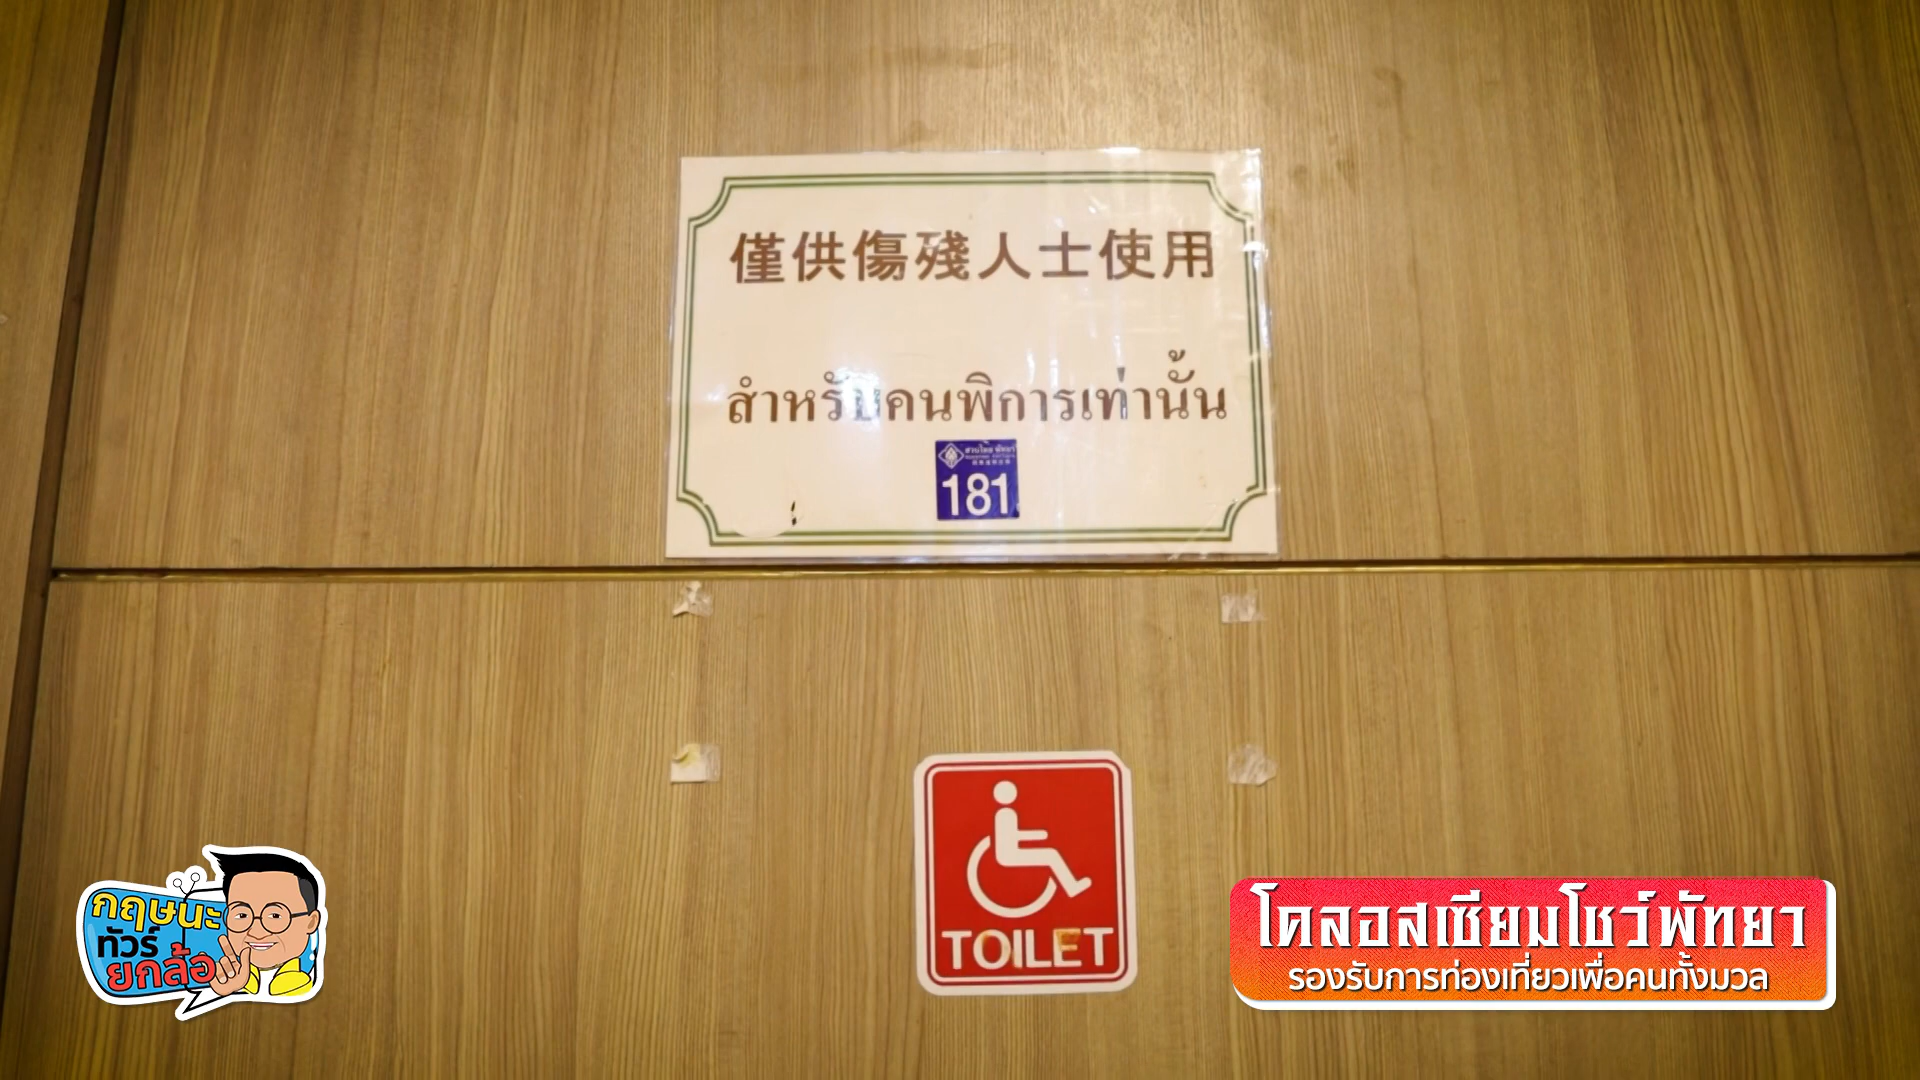 僅供傷殘人士使用
สำหรับคนพิการเท่านั้น
181
TOILET
กฤษนะ
ทัวร์
ยกล้อ
โคลอสเซียมโชว์พัทยา
รองรับการท่องเที่ยวเพื่อคนทั้งมวล